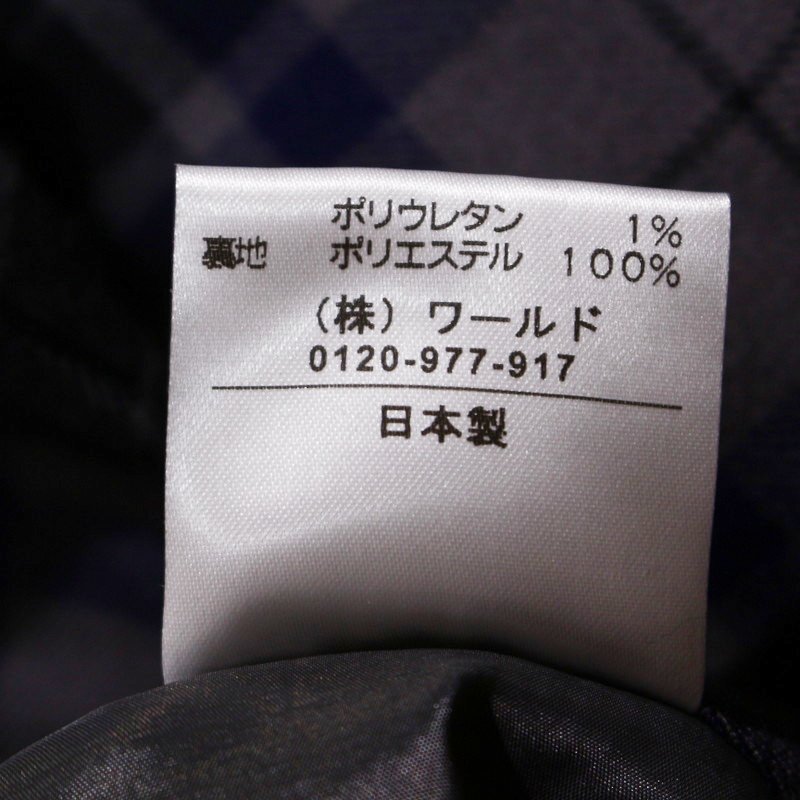 ポリウレタン 1%
裏地 ポリエステル 100%
(株) ワールド
0120-977-917
日本製